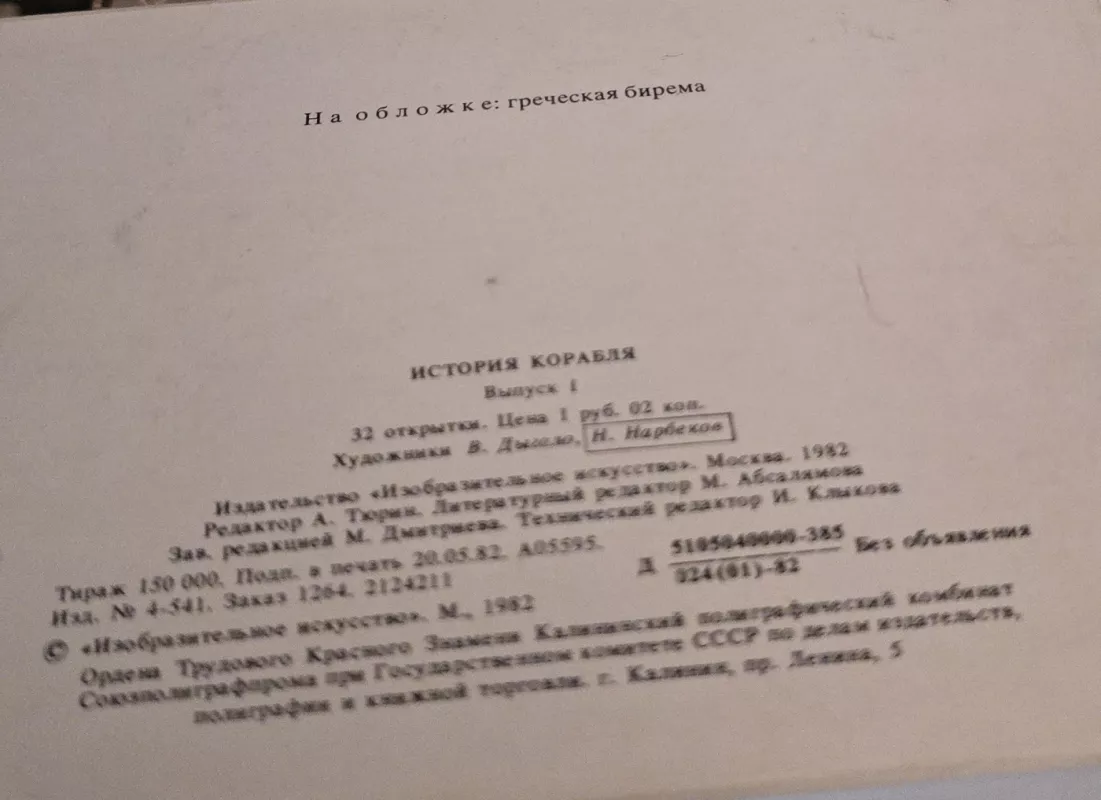 На обложке: греческая бирема
ИСТОРИЯ КОРАБЛЯ
Выпуск I
32 открытки. Цена 1 руб. 02 коп.
Художники В. Дыгало, Н. Нарбеков
Издательство «Изобразительное искусство». Москва. 1982
Редактор А. Тюрин. Литературный редактор М. Абсалямова
Зав. редакцией М. Дмитриева. Технический редактор И. Клыкова
Тираж 150 000. Подп. в печать 20.05.82. А05595.
Изд. № 4-541. Заказ 1264. 2124211
Д 5105040000-385
024(01)-82
Без объявления
© «Изобразительное искусство». М., 1982
Ордена Трудового Красного Знамени Калининский полиграфический комбинат
Союзполиграфпрома при Государственном комитете СССР по делам издательств,
полиграфии и книжной торговли. г. Калинин, пр. Ленина, 5